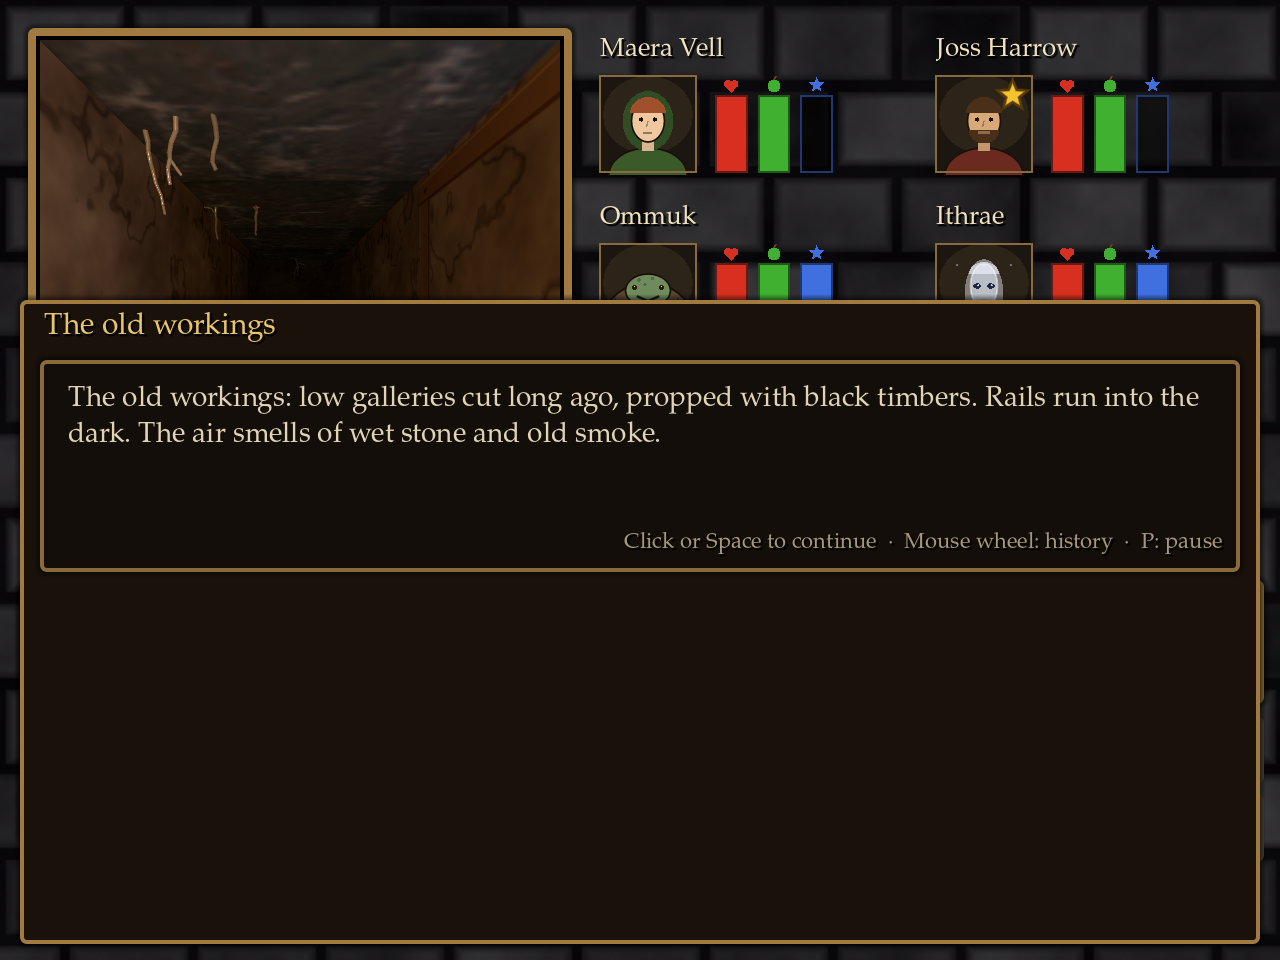 Maera Vell
Joss Harrow
Ommuk
Ithrae
The old workings
The old workings: low galleries cut long ago, propped with black timbers. Rails run into the
dark. The air smells of wet stone and old smoke.
Click or Space to continue · Mouse wheel: history · P: pause